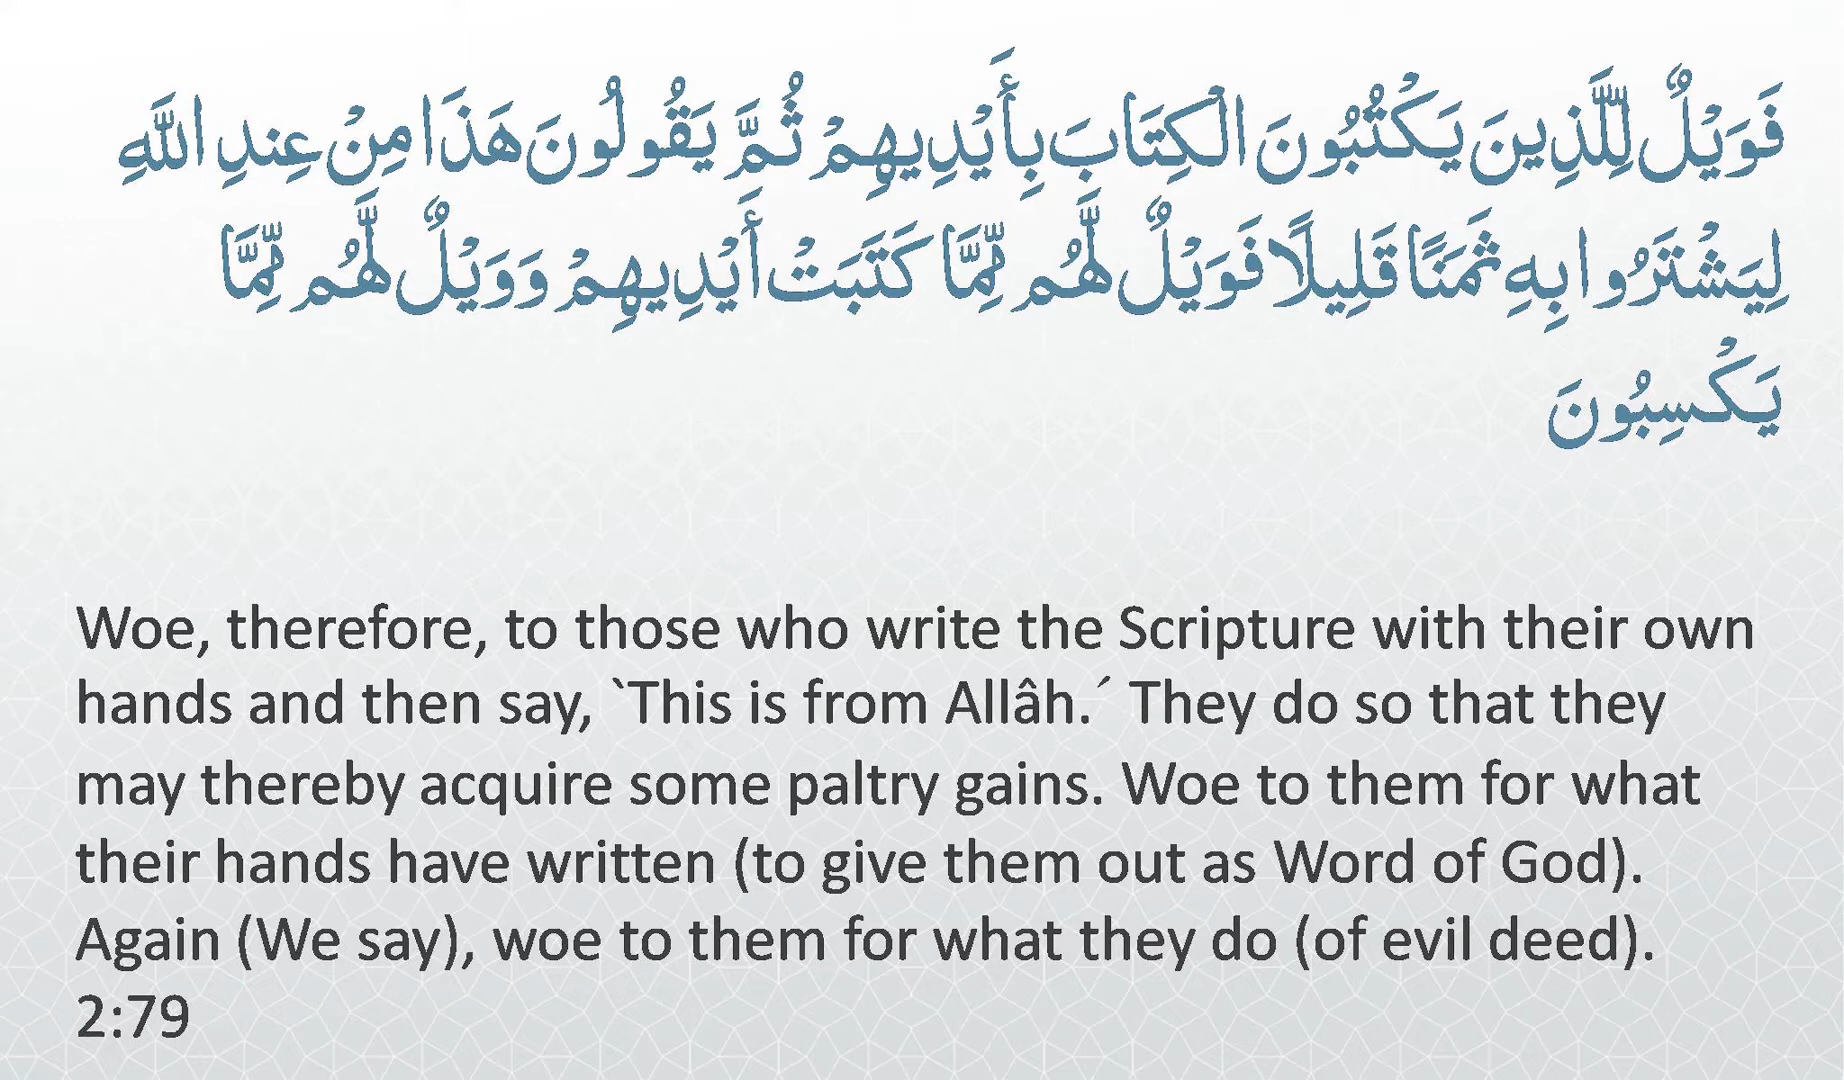 فَوَيْلٌ لِّلَّذِينَ يَكْتُبُونَ الْكِتَابَ بِأَيْدِيهِمْ ثُمَّ يَقُولُونَ هَذَا مِنْ عِندِ اللَّهِ
لِيَشْتَرُوا بِهِ ثَمَنًا قَلِيلًا فَوَيْلٌ لَّهُم مِّمَّا كَتَبَتْ أَيْدِيهِمْ وَوَيْلٌ لَّهُم مِّمَّا
يَكْسِبُونَ
Woe, therefore, to those who write the Scripture with their own
hands and then say, `This is from Allâh.´ They do so that they
may thereby acquire some paltry gains. Woe to them for what
their hands have written (to give them out as Word of God).
Again (We say), woe to them for what they do (of evil deed).
2:79